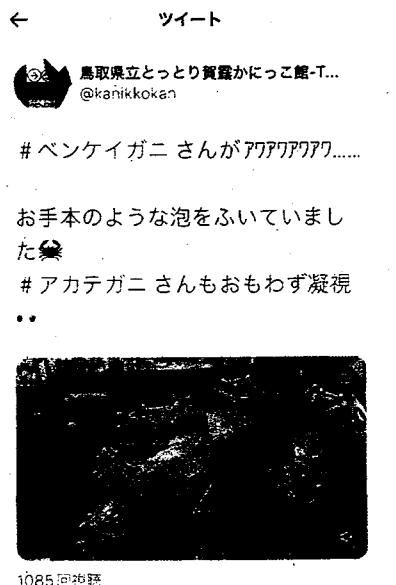 ツイート
鳥取県立とっとり賀露かにっこ館-T...
@kanikkokan
#ベンケイガニ さんがｱﾜｱﾜｱﾜｱﾜ......
お手本のような泡をふいていまし
た🦀
#アカテガニ さんもおもわず凝視
👀
1085回視聴